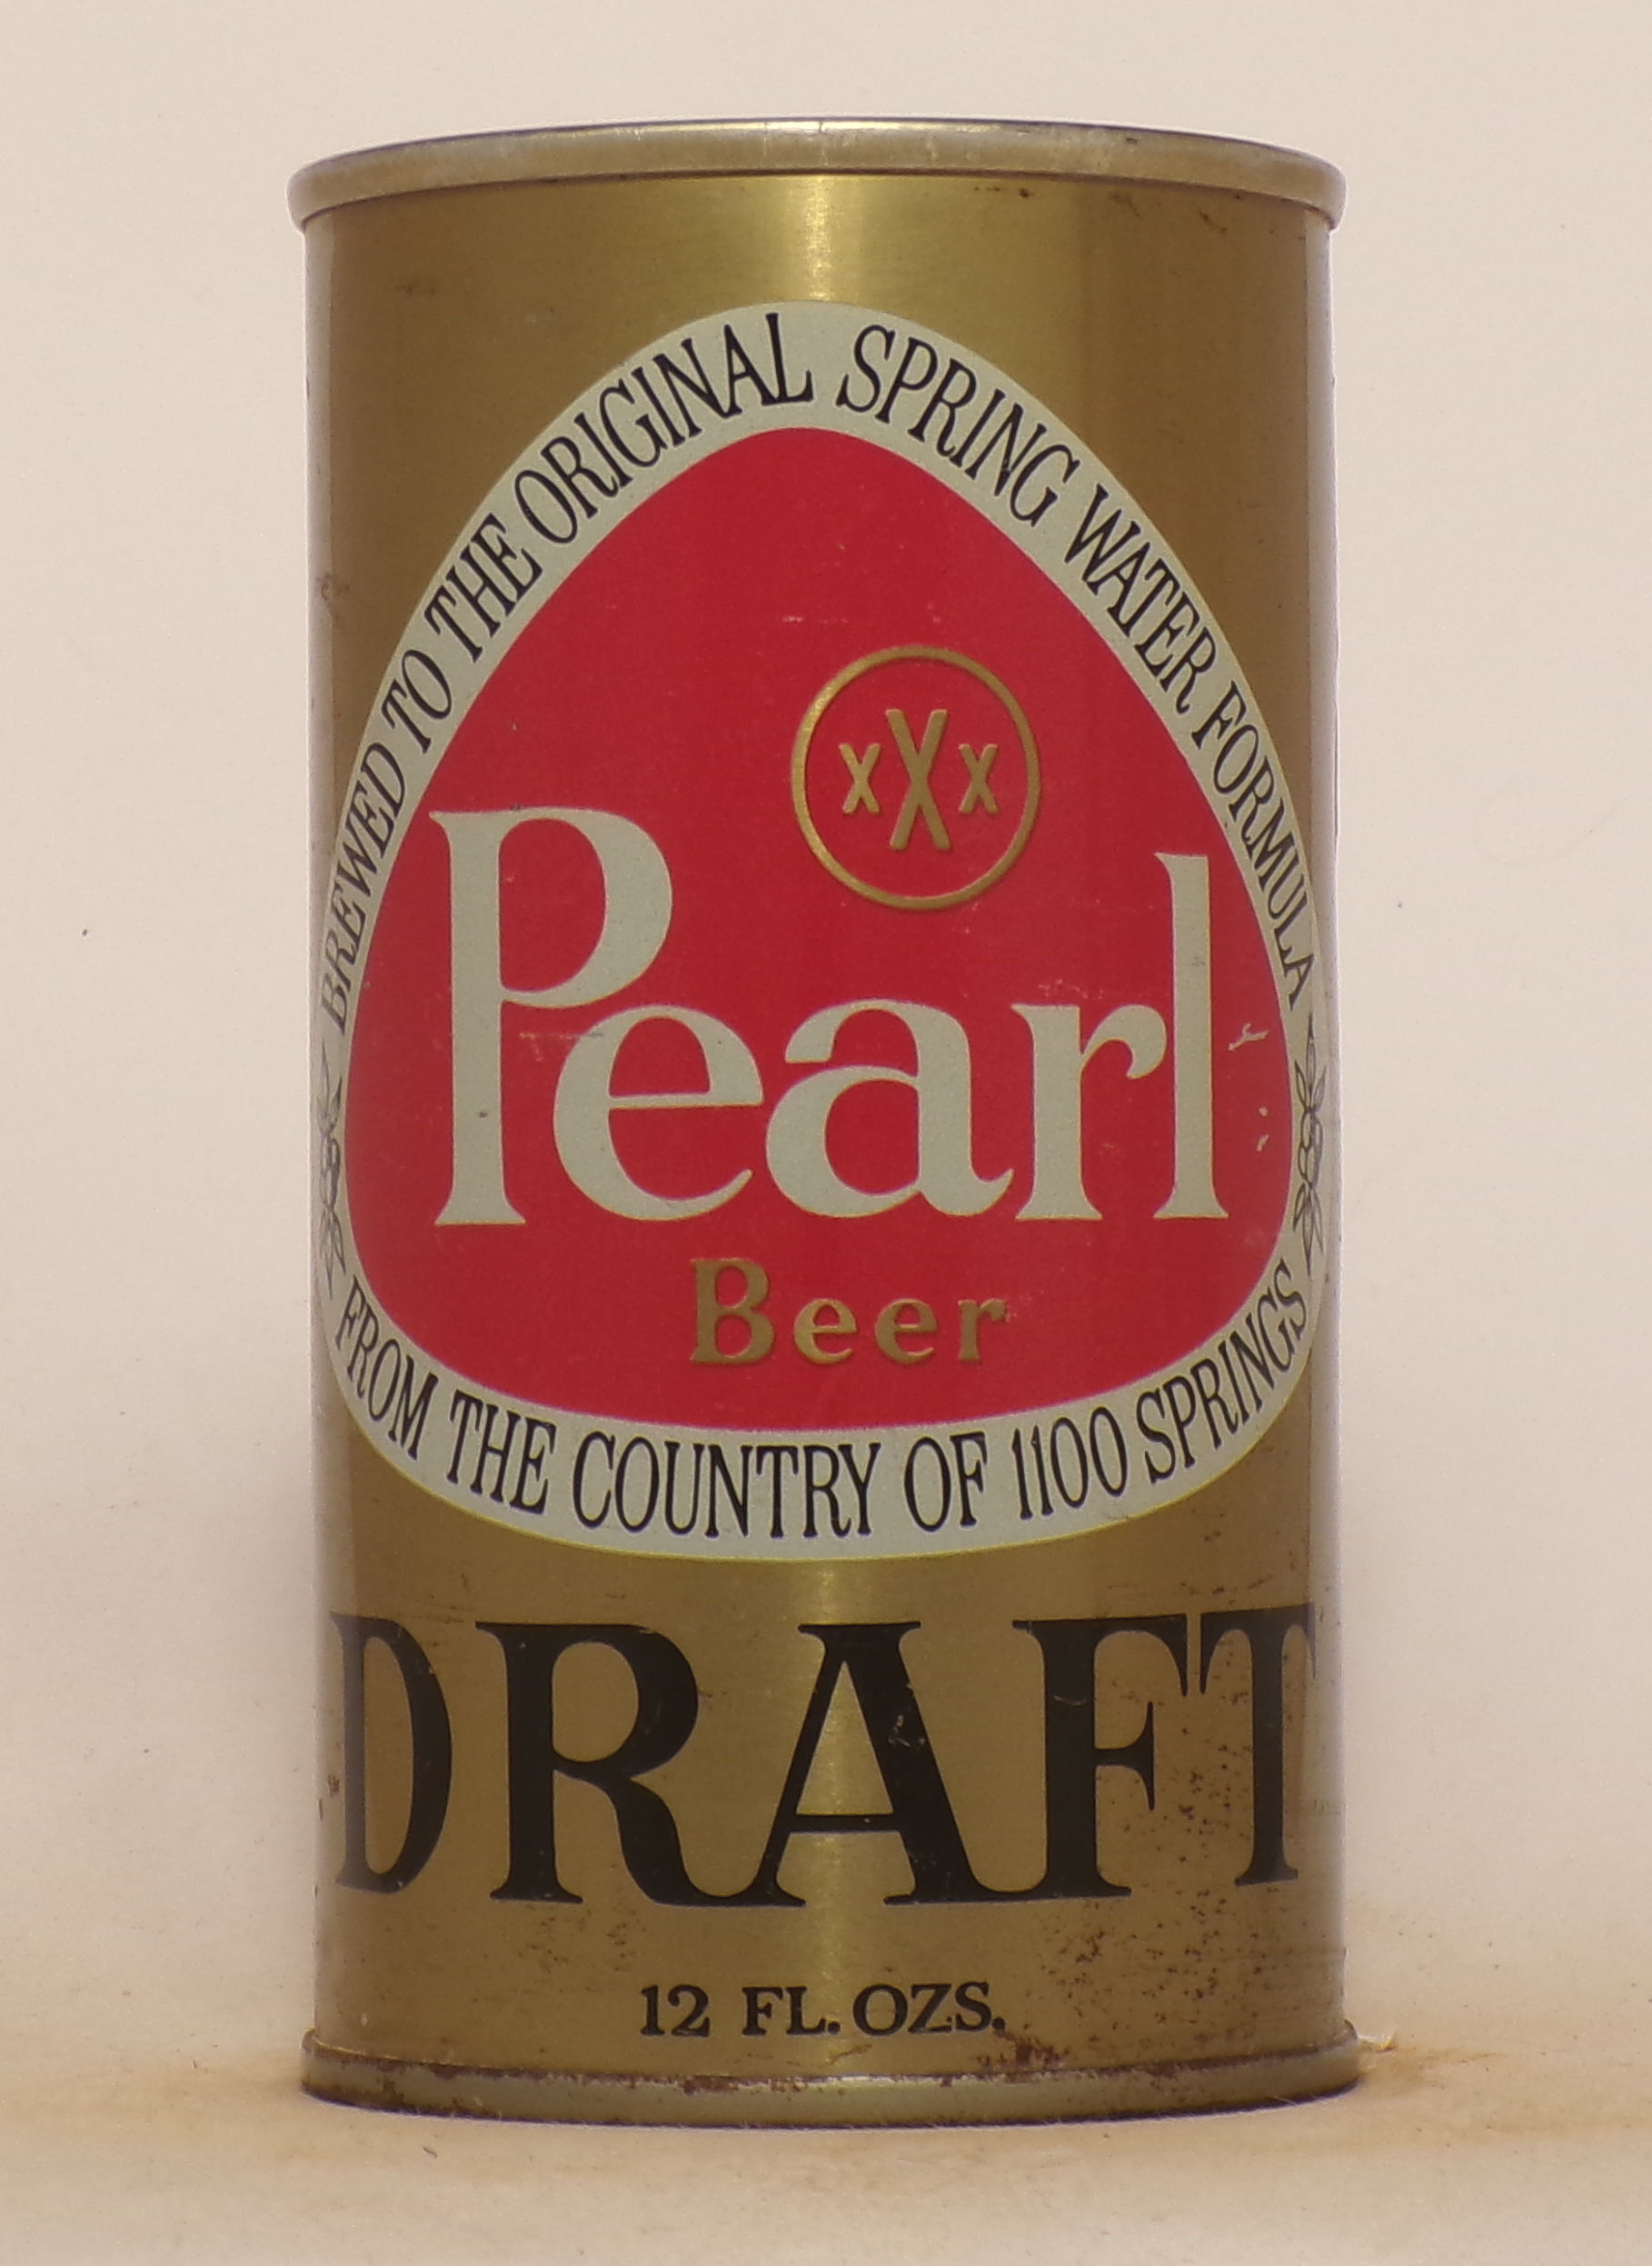 BREWED TO THE ORIGINAL SPRING WATER FORMULA
xXx
Pearl
Beer
FROM THE COUNTRY OF 1100 SPRINGS
DRAFT
12 FL. OZS.